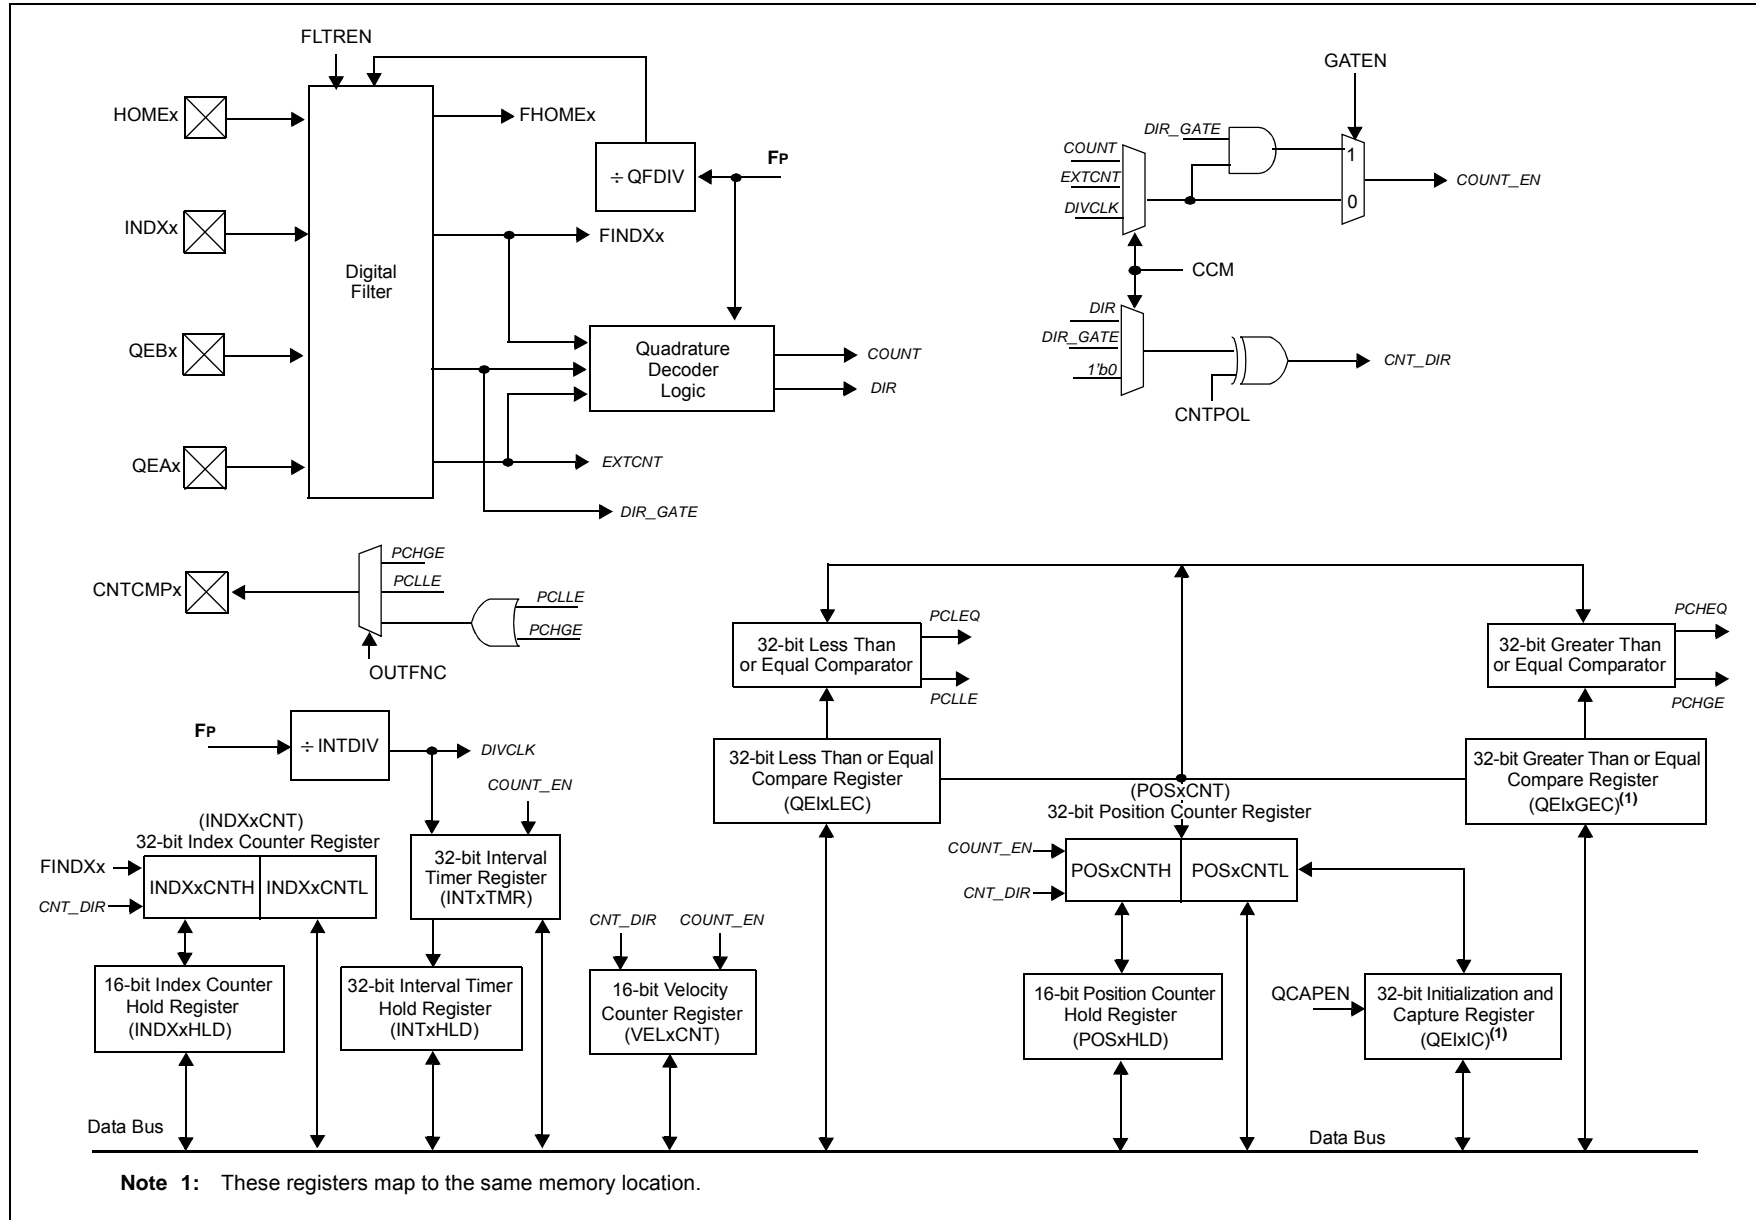 FLTREN
HOMEx
FHOMEx
÷ QFDIV
FP
INDXx
FINDXx
Digital
Filter
QEBx
Quadrature
Decoder
Logic
COUNT
DIR
QEAx
EXTCNT
DIR_GATE
GATEN
DIR_GATE
COUNT
EXTCNT
DIVCLK
1
0
COUNT_EN
CCM
DIR
DIR_GATE
1'b0
CNT_DIR
CNTPOL
CNTCMPx
PCHGE
PCLLE
PCLLE
PCHGE
OUTFNC
32-bit Less Than
or Equal Comparator
PCLEQ
PCLLE
32-bit Greater Than
or Equal Comparator
PCHEQ
PCHGE
FP
÷ INTDIV
DIVCLK
COUNT_EN
32-bit Less Than or Equal
Compare Register
(QEIxLEC)
32-bit Greater Than or Equal
Compare Register
(QEIxGEC)(1)
(POSxCNT)
32-bit Position Counter Register
(INDXxCNT)
32-bit Index Counter Register
FINDXx
CNT_DIR
INDXxCNTH
INDXxCNTL
32-bit Interval
Timer Register
(INTxTMR)
COUNT_EN
CNT_DIR
POSxCNTH
POSxCNTL
CNT_DIR
COUNT_EN
16-bit Index Counter
Hold Register
(INDXxHLD)
32-bit Interval Timer
Hold Register
(INTxHLD)
16-bit Velocity
Counter Register
(VELxCNT)
16-bit Position Counter
Hold Register
(POSxHLD)
QCAPEN
32-bit Initialization and
Capture Register
(QEIxIC)(1)
Data Bus
Data Bus
Note 1: These registers map to the same memory location.